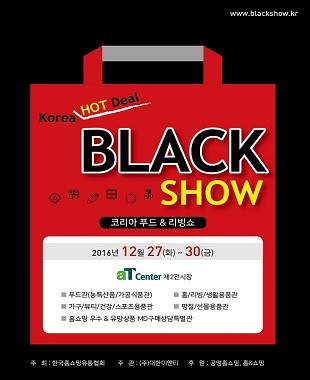 www.blackshow.kr
Korea HOT Deal
BLACK
SHOW
코리아 푸드 & 리빙쇼
2016년 12월 27(화) ~ 30(금)
aT Center 제2전시장
푸드관(농특산품/가공식품관)
홈/리빙/생활용품관
가구/뷰티/건강/스포츠용품관
명절/선물용품관
홈쇼핑 우수 & 유망상품 MD구매상담특별관
주 최 : 한국홈쇼핑유통협회 주 관 : (주)대한이앤티 후 원 : 공영홈쇼핑, 홈&쇼핑